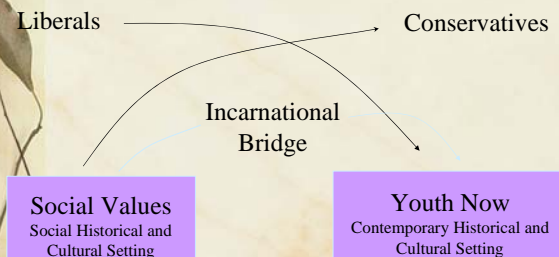 Liberals
Conservatives
Incarnational
Bridge
Social Values
Social Historical and
Cultural Setting
Youth Now
Contemporary Historical and
Cultural Setting